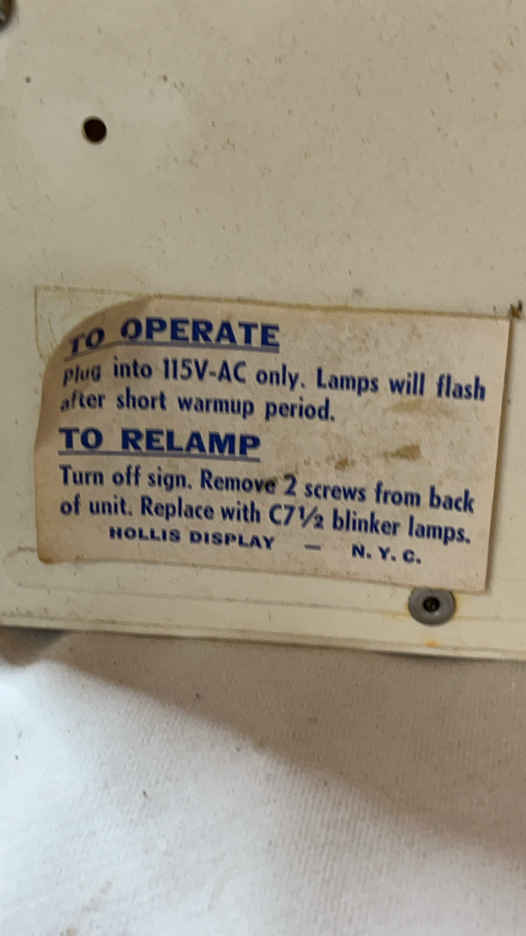 TO OPERATE
Plug into 115V-AC only. Lamps will flash
after short warmup period.
TO RELAMP
Turn off sign. Remove 2 screws from back
of unit. Replace with C7½ blinker lamps.
HOLLIS DISPLAY — N.Y.C.